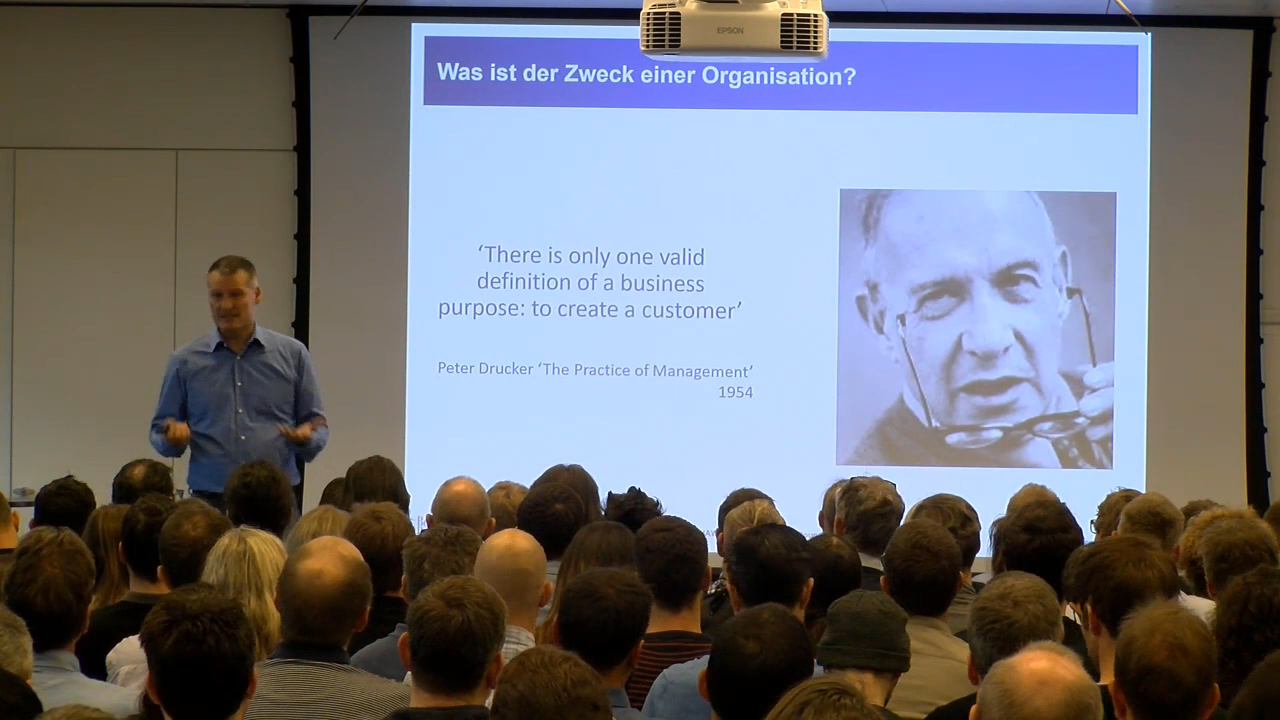 EPSON
Was ist der Zweck einer Organisation?
‘There is only one valid
definition of a business
purpose: to create a customer’
Peter Drucker ‘The Practice of Management’
1954